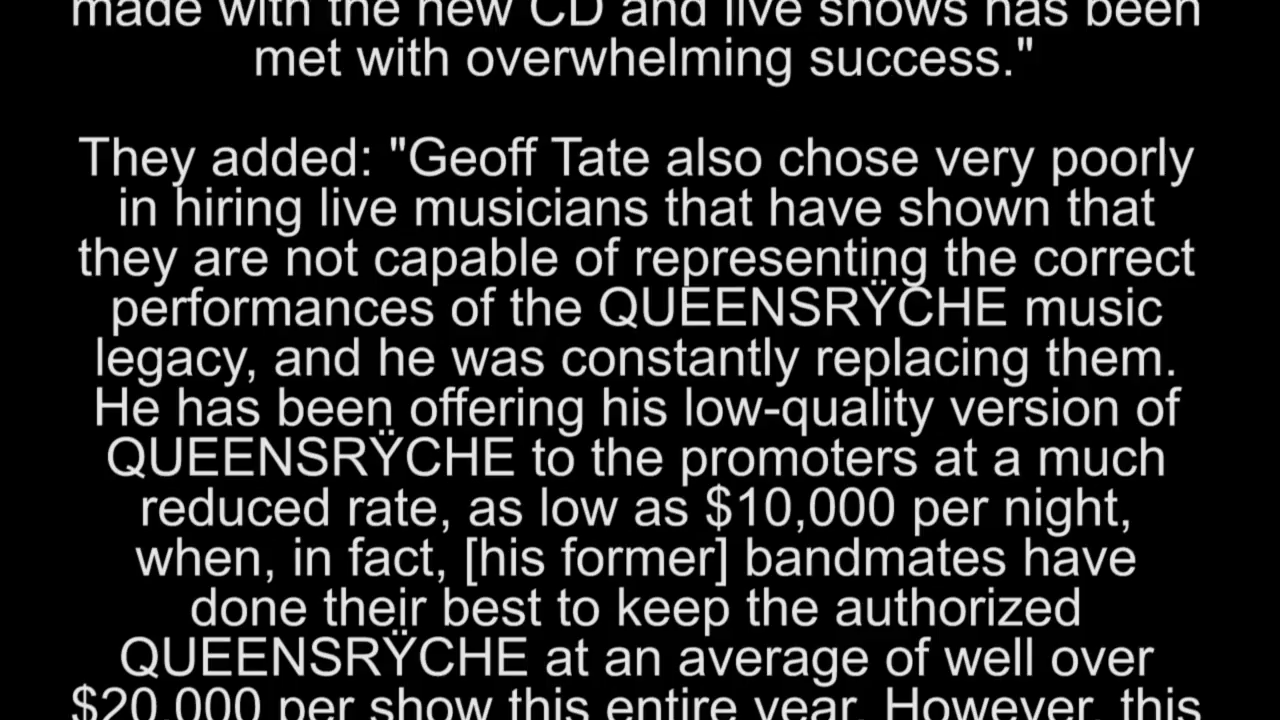 made with the new CD and live shows has been
met with overwhelming success."
They added: "Geoff Tate also chose very poorly
in hiring live musicians that have shown that
they are not capable of representing the correct
performances of the QUEENSRŸCHE music
legacy, and he was constantly replacing them.
He has been offering his low-quality version of
QUEENSRŸCHE to the promoters at a much
reduced rate, as low as $10,000 per night,
when, in fact, [his former] bandmates have
done their best to keep the authorized
QUEENSRŸCHE at an average of well over
$20,000 per show this entire year. However, this